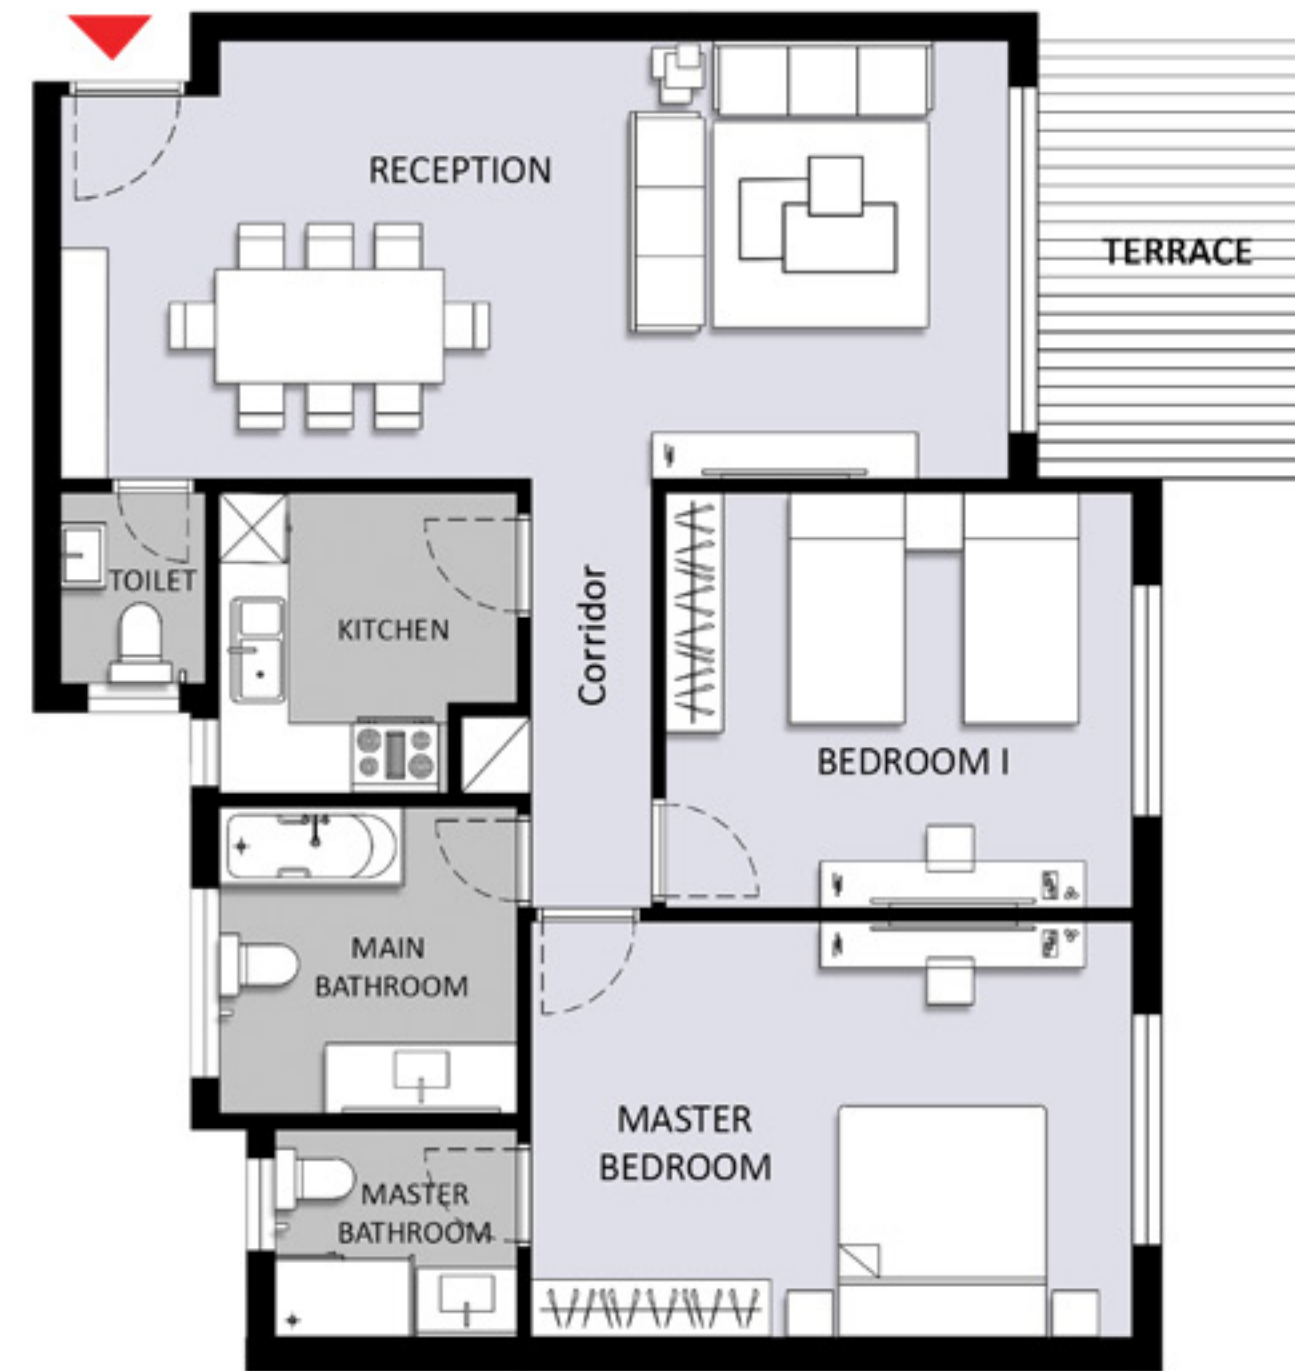 RECEPTION
TERRACE
TOILET
KITCHEN
Corridor
BEDROOM I
MAIN
BATHROOM
MASTER
BEDROOM
MASTER
BATHROOM